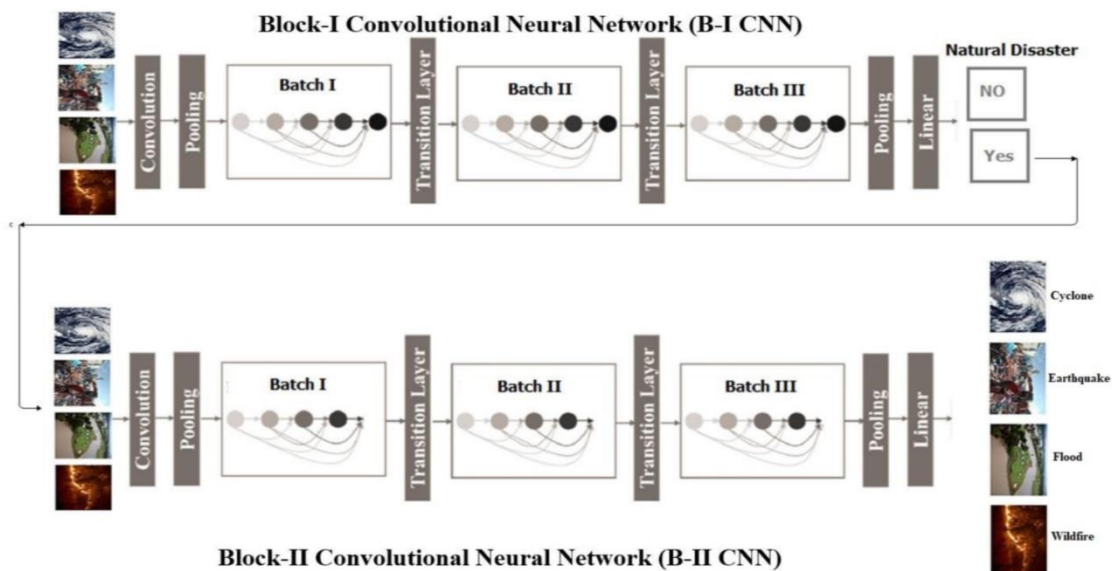 Block-I Convolutional Neural Network (B-I CNN)
Convolution
Pooling
Batch I
Transition Layer
Batch II
Transition Layer
Batch III
Pooling
Linear
Natural Disaster
NO
Yes
c
Convolution
Pooling
Batch I
Transition Layer
Batch II
Transition Layer
Batch III
Pooling
Linear
Cyclone
Earthquake
Flood
Wildfire
Block-II Convolutional Neural Network (B-II CNN)